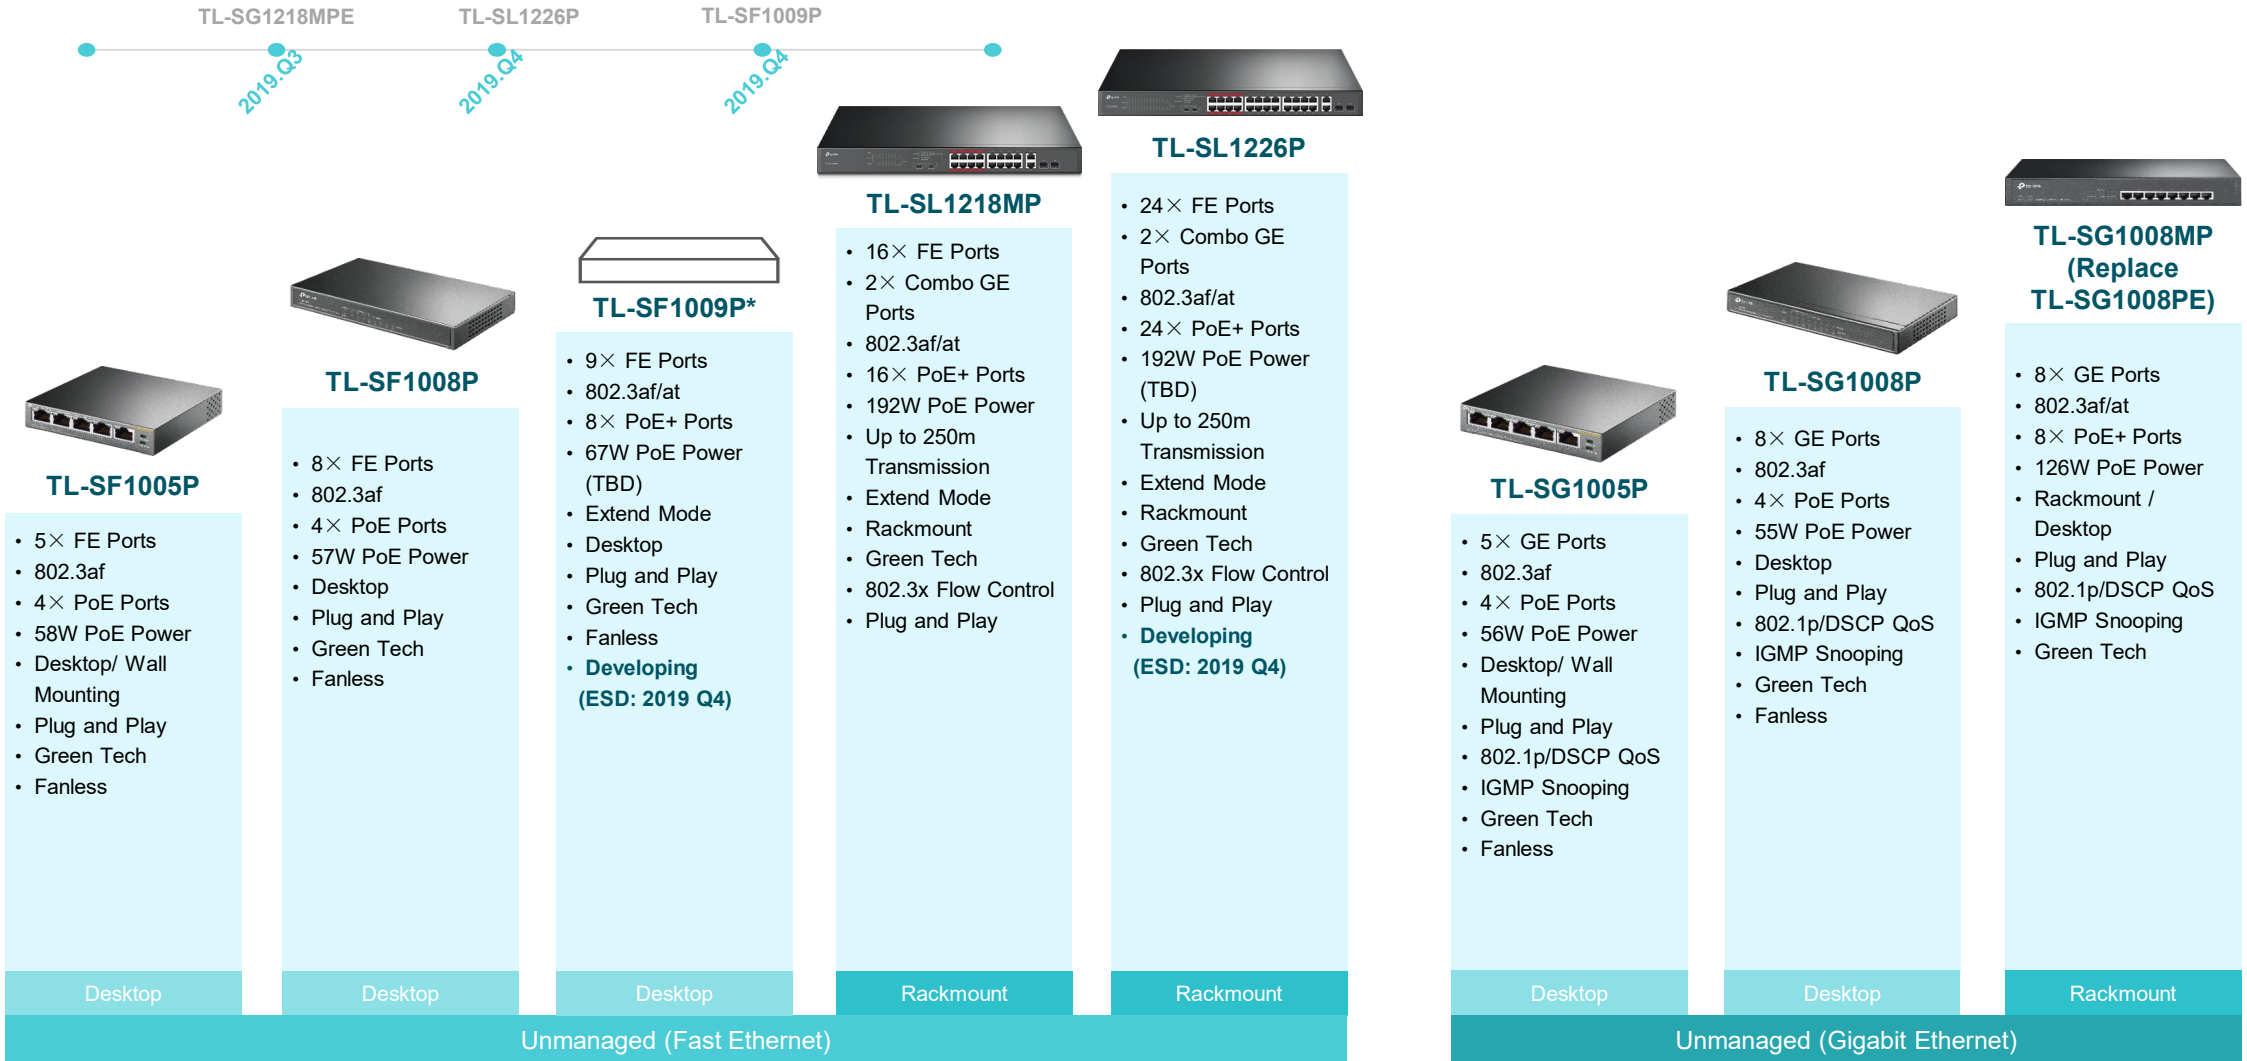 TL-SG1218MPE
TL-SL1226P
TL-SF1009P
2019.Q3
2019.Q4
2019.Q4
TL-SF1005P
• 5× FE Ports
• 802.3af
• 4× PoE Ports
• 58W PoE Power
• Desktop/ Wall
Mounting
• Plug and Play
• Green Tech
• Fanless
Desktop
TL-SF1008P
• 8× FE Ports
• 802.3af
• 4× PoE Ports
• 57W PoE Power
• Desktop
• Plug and Play
• Green Tech
• Fanless
Desktop
TL-SF1009P*
• 9× FE Ports
• 802.3af/at
• 8× PoE+ Ports
• 67W PoE Power
(TBD)
• Extend Mode
• Desktop
• Plug and Play
• Green Tech
• Fanless
• Developing
(ESD: 2019 Q4)
Desktop
TL-SL1218MP
• 16× FE Ports
• 2× Combo GE
Ports
• 802.3af/at
• 16× PoE+ Ports
• 192W PoE Power
• Up to 250m
Transmission
• Extend Mode
• Rackmount
• Green Tech
• 802.3x Flow Control
• Plug and Play
Rackmount
TL-SL1226P
• 24× FE Ports
• 2× Combo GE
Ports
• 802.3af/at
• 24× PoE+ Ports
• 192W PoE Power
(TBD)
• Up to 250m
Transmission
• Extend Mode
• Rackmount
• Green Tech
• 802.3x Flow Control
• Plug and Play
• Developing
(ESD: 2019 Q4)
Rackmount
Unmanaged (Fast Ethernet)
TL-SG1005P
• 5× GE Ports
• 802.3af
• 4× PoE Ports
• 56W PoE Power
• Desktop/ Wall
Mounting
• Plug and Play
• 802.1p/DSCP QoS
• IGMP Snooping
• Green Tech
• Fanless
Desktop
TL-SG1008P
• 8× GE Ports
• 802.3af
• 4× PoE Ports
• 55W PoE Power
• Desktop
• Plug and Play
• 802.1p/DSCP QoS
• IGMP Snooping
• Green Tech
• Fanless
Desktop
tp-link
TL-SG1008MP
(Replace
TL-SG1008PE)
• 8× GE Ports
• 802.3af/at
• 8× PoE+ Ports
• 126W PoE Power
• Rackmount /
Desktop
• Plug and Play
• 802.1p/DSCP QoS
• IGMP Snooping
• Green Tech
Rackmount
Unmanaged (Gigabit Ethernet)